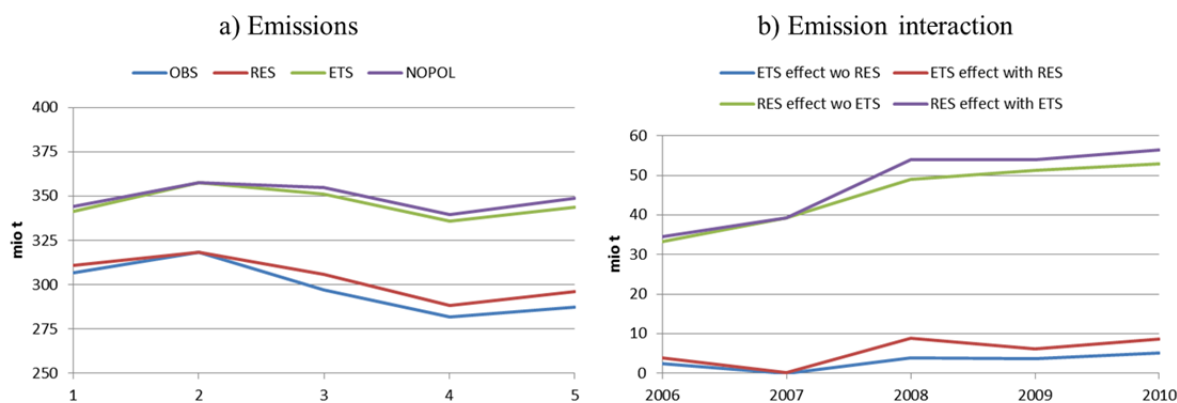 a) Emissions
OBS RES ETS NOPOL
mio t
400
375
350
325
300
275
250
1 2 3 4 5
b) Emission interaction
ETS effect wo RES ETS effect with RES
RES effect wo ETS RES effect with ETS
mio t
60
50
40
30
20
10
0
2006 2007 2008 2009 2010